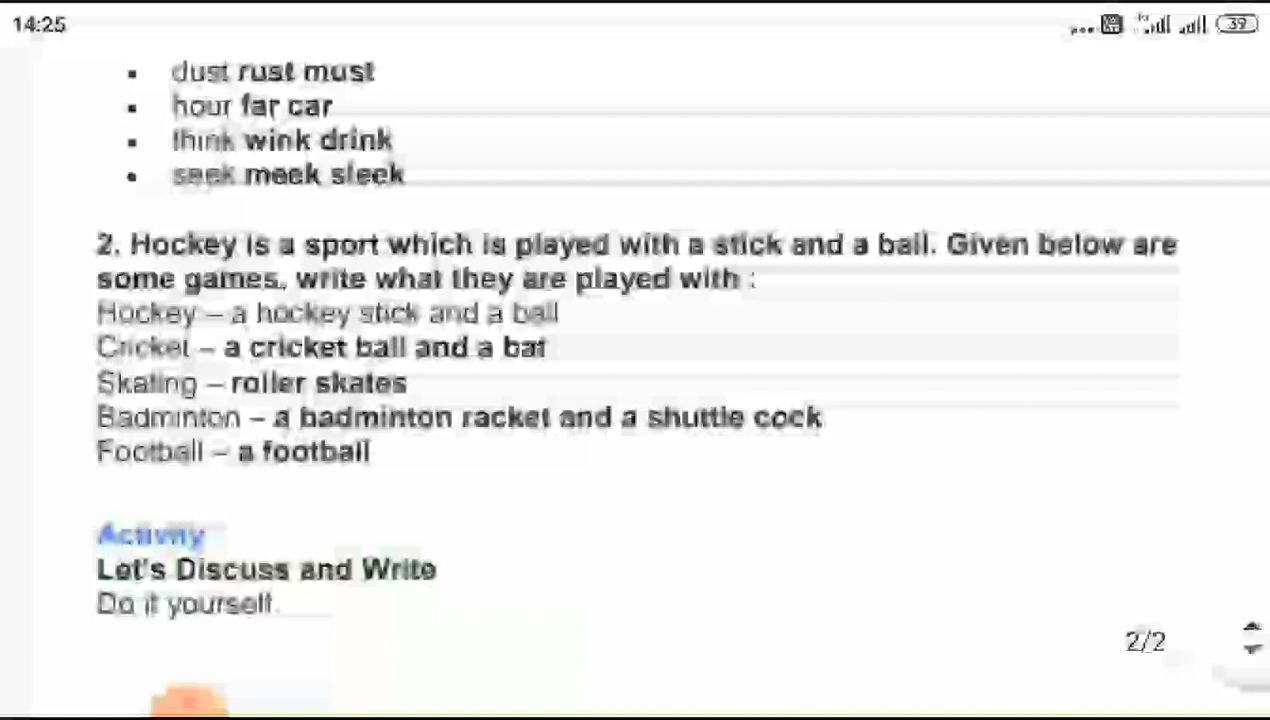 14:25
39
dust rust must
hour far car
think wink drink
seek meek sleek
2. Hockey is a sport which is played with a stick and a ball. Given below are
some games, write what they are played with :
Hockey – a hockey stick and a ball
Cricket – a cricket ball and a bat
Skating – roller skates
Badminton – a badminton racket and a shuttle cock
Football – a football
Activity
Let's Discuss and Write
Do it yourself.
2/2